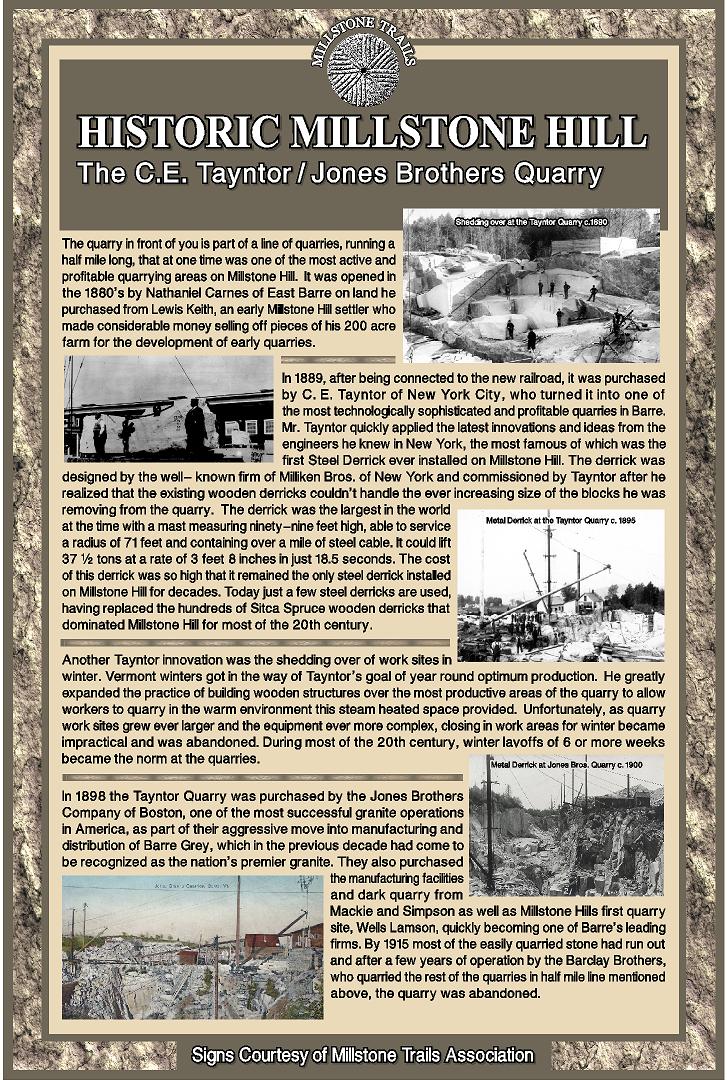 MILLSTONE TRAILS
HISTORIC MILLSTONE HILL
The C.E. Tayntor / Jones Brothers Quarry
Shedding over at the Tayntor Quarry c.1890
The quarry in front of you is part of a line of quarries, running a
half mile long, that at one time was one of the most active and
profitable quarrying areas on Millstone Hill. It was opened in
the 1880's by Nathaniel Carnes of East Barre on land he
purchased from Lewis Keith, an early Millstone Hill settler who
made considerable money selling off pieces of his 200 acre
farm for the development of early quarries.
In 1889, after being connected to the new railroad, it was purchased
by C. E. Tayntor of New York City, who turned it into one of
the most technologically sophisticated and profitable quarries in Barre.
Mr. Tayntor quickly applied the latest innovations and ideas from the
engineers he knew in New York, the most famous of which was the
first Steel Derrick ever installed on Millstone Hill. The derrick was
designed by the well– known firm of Milliken Bros. of New York and commissioned by Tayntor after he
realized that the existing wooden derricks couldn't handle the ever increasing size of the blocks he was
removing from the quarry. The derrick was the largest in the world
at the time with a mast measuring ninety–nine feet high, able to service
a radius of 71 feet and containing over a mile of steel cable. It could lift
37 ½ tons at a rate of 3 feet 8 inches in just 18.5 seconds. The cost
of this derrick was so high that it remained the only steel derrick installed
on Millstone Hill for decades. Today just a few steel derricks are used,
having replaced the hundreds of Sitca Spruce wooden derricks that
dominated Millstone Hill for most of the 20th century.
Metal Derrick at the Tayntor Quarry c. 1895
Another Tayntor innovation was the shedding over of work sites in
winter. Vermont winters got in the way of Tayntor's goal of year round optimum production. He greatly
expanded the practice of building wooden structures over the most productive areas of the quarry to allow
workers to quarry in the warm environment this steam heated space provided. Unfortunately, as quarry
work sites grew ever larger and the equipment ever more complex, closing in work areas for winter became
impractical and was abandoned. During most of the 20th century, winter layoffs of 6 or more weeks
became the norm at the quarries.
Metal Derrick at Jones Bros. Quarry c. 1900
In 1898 the Tayntor Quarry was purchased by the Jones Brothers
Company of Boston, one of the most successful granite operations
in America, as part of their aggressive move into manufacturing and
distribution of Barre Grey, which in the previous decade had come to
be recognized as the nation's premier granite. They also purchased
the manufacturing facilities
and dark quarry from
Mackie and Simpson as well as Millstone Hills first quarry
site, Wells Lamson, quickly becoming one of Barre's leading
firms. By 1915 most of the easily quarried stone had run out
and after a few years of operation by the Barclay Brothers,
who quarried the rest of the quarries in half mile line mentioned
above, the quarry was abandoned.
Signs Courtesy of Millstone Trails Association